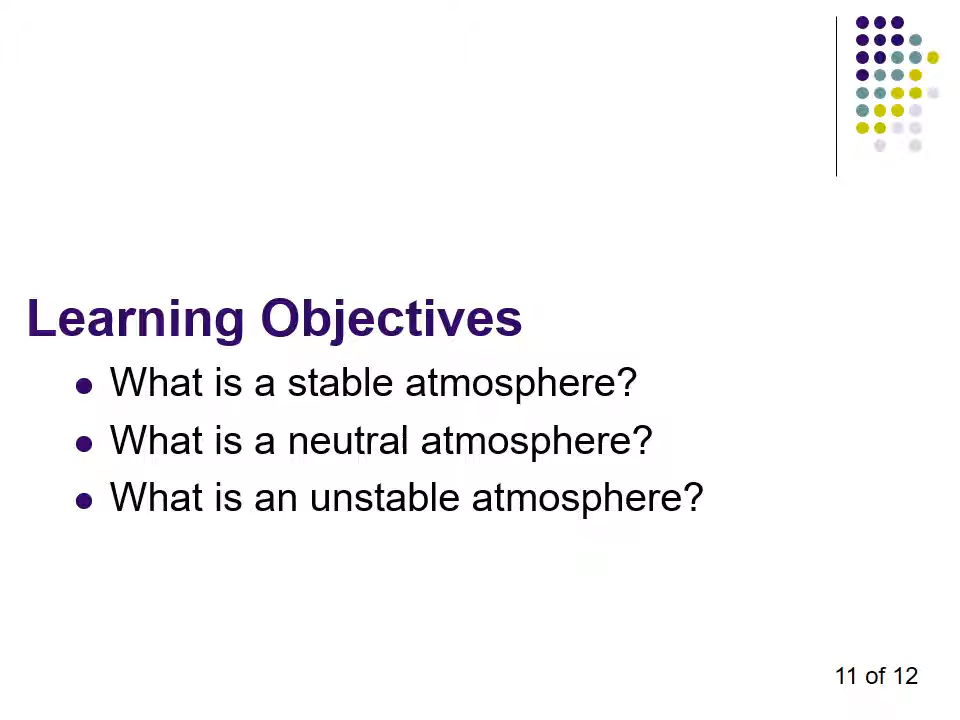 Learning Objectives
What is a stable atmosphere?
What is a neutral atmosphere?
What is an unstable atmosphere?
11 of 12